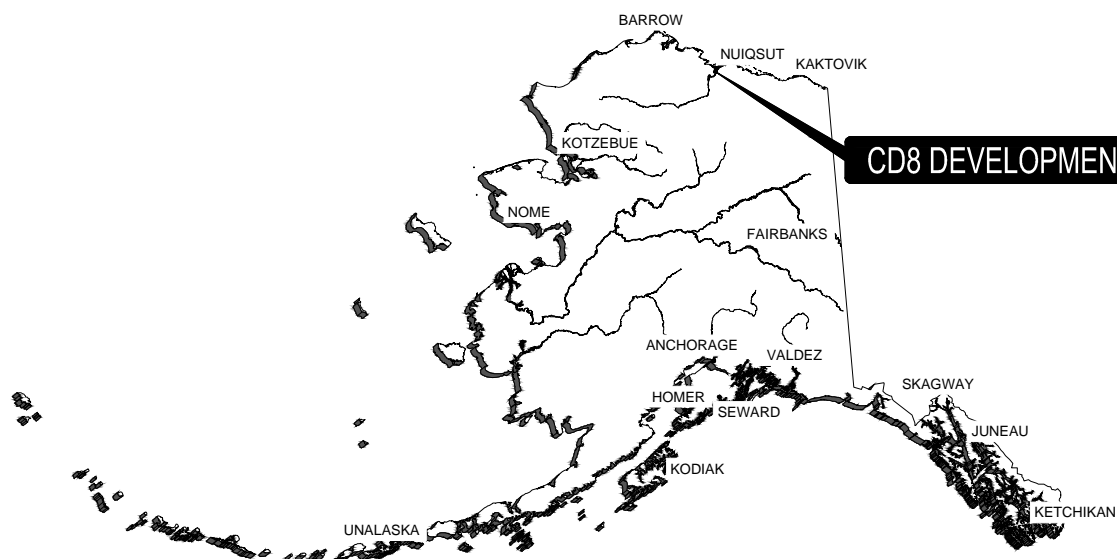 BARROW
NUIQSUT
KAKTOVIK
KOTZEBUE
CD8 DEVELOPMEN
NOME
FAIRBANKS
ANCHORAGE
VALDEZ
SKAGWAY
HOMER
SEWARD
JUNEAU
KODIAK
KETCHIKAN
UNALASKA